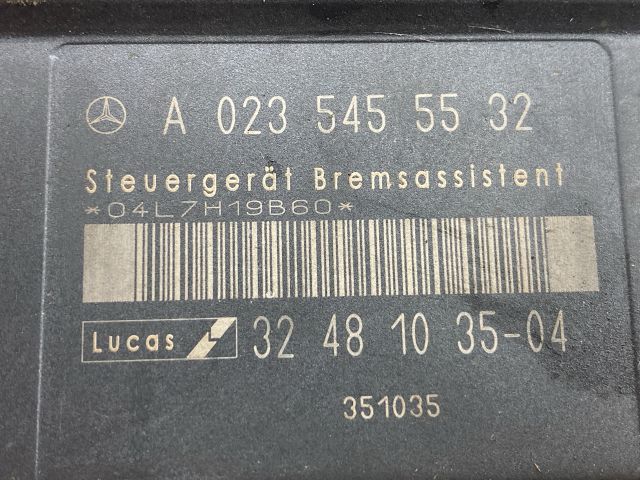 A 023 545 55 32
Steuergerät Bremsassistent
*04L7H19B60*
Lucas 32 48 10 35-04
351035